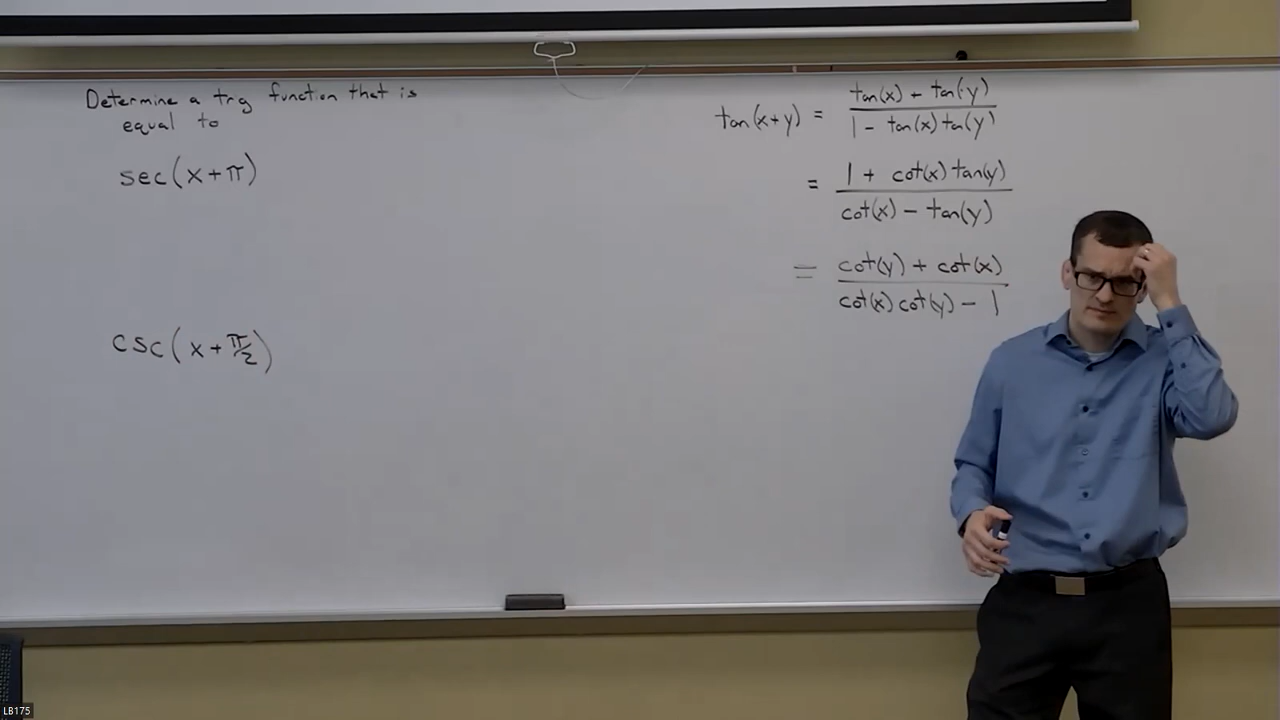 Determine a trg function that is
equal to
sec(x+π)
csc(x+π/2)
tan(x+y) = (tan(x) + tan(y))/(1 - tan(x)tan(y))
= (1 + cot(x)tan(y))/(cot(x) - tan(y))
= (cot(y) + cot(x))/(cot(x)cot(y) - 1)
LB175